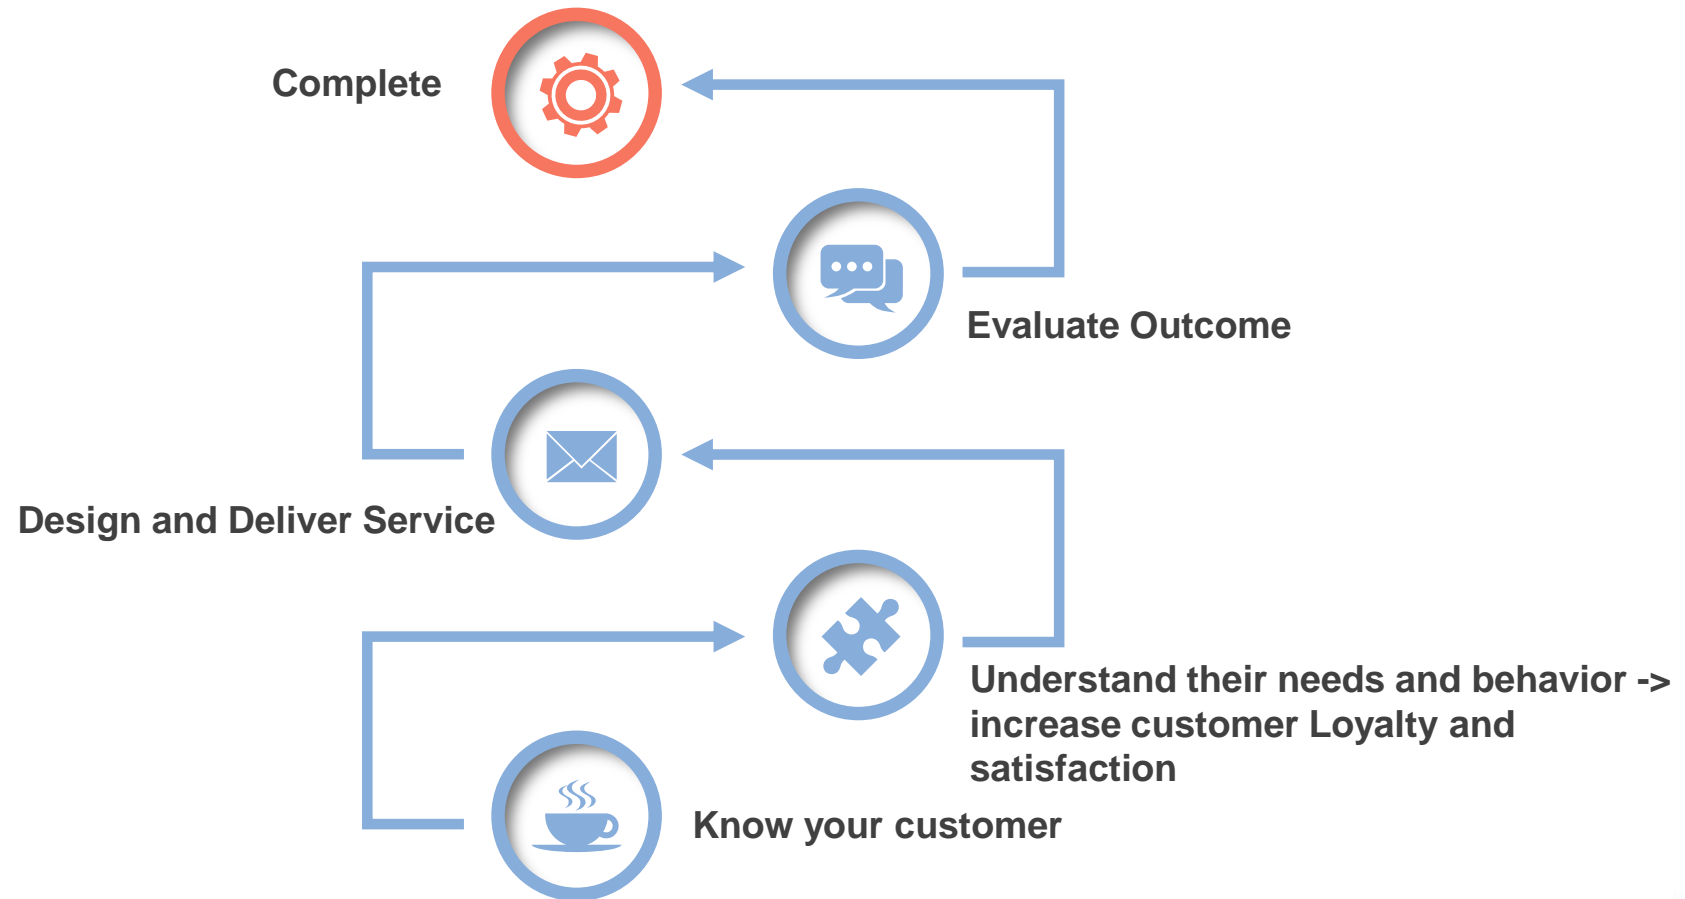 Complete
Evaluate Outcome
Design and Deliver Service
Understand their needs and behavior ->
increase customer Loyalty and
satisfaction
Know your customer